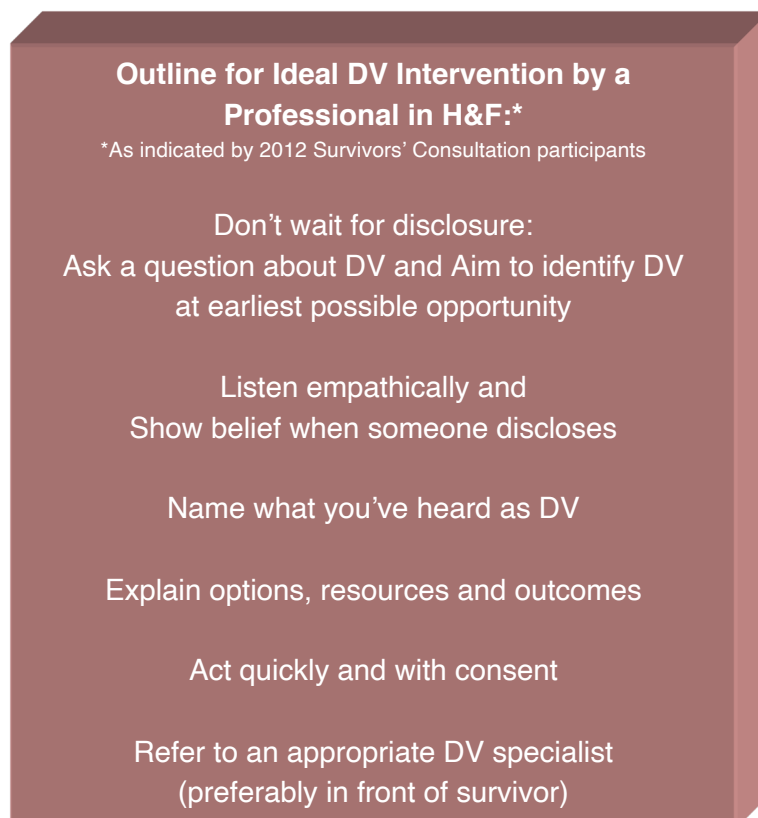 Outline for Ideal DV Intervention by a
Professional in H&F:*
*As indicated by 2012 Survivors’ Consultation participants
Don’t wait for disclosure:
Ask a question about DV and Aim to identify DV
at earliest possible opportunity
Listen empathically and
Show belief when someone discloses
Name what you’ve heard as DV
Explain options, resources and outcomes
Act quickly and with consent
Refer to an appropriate DV specialist
(preferably in front of survivor)